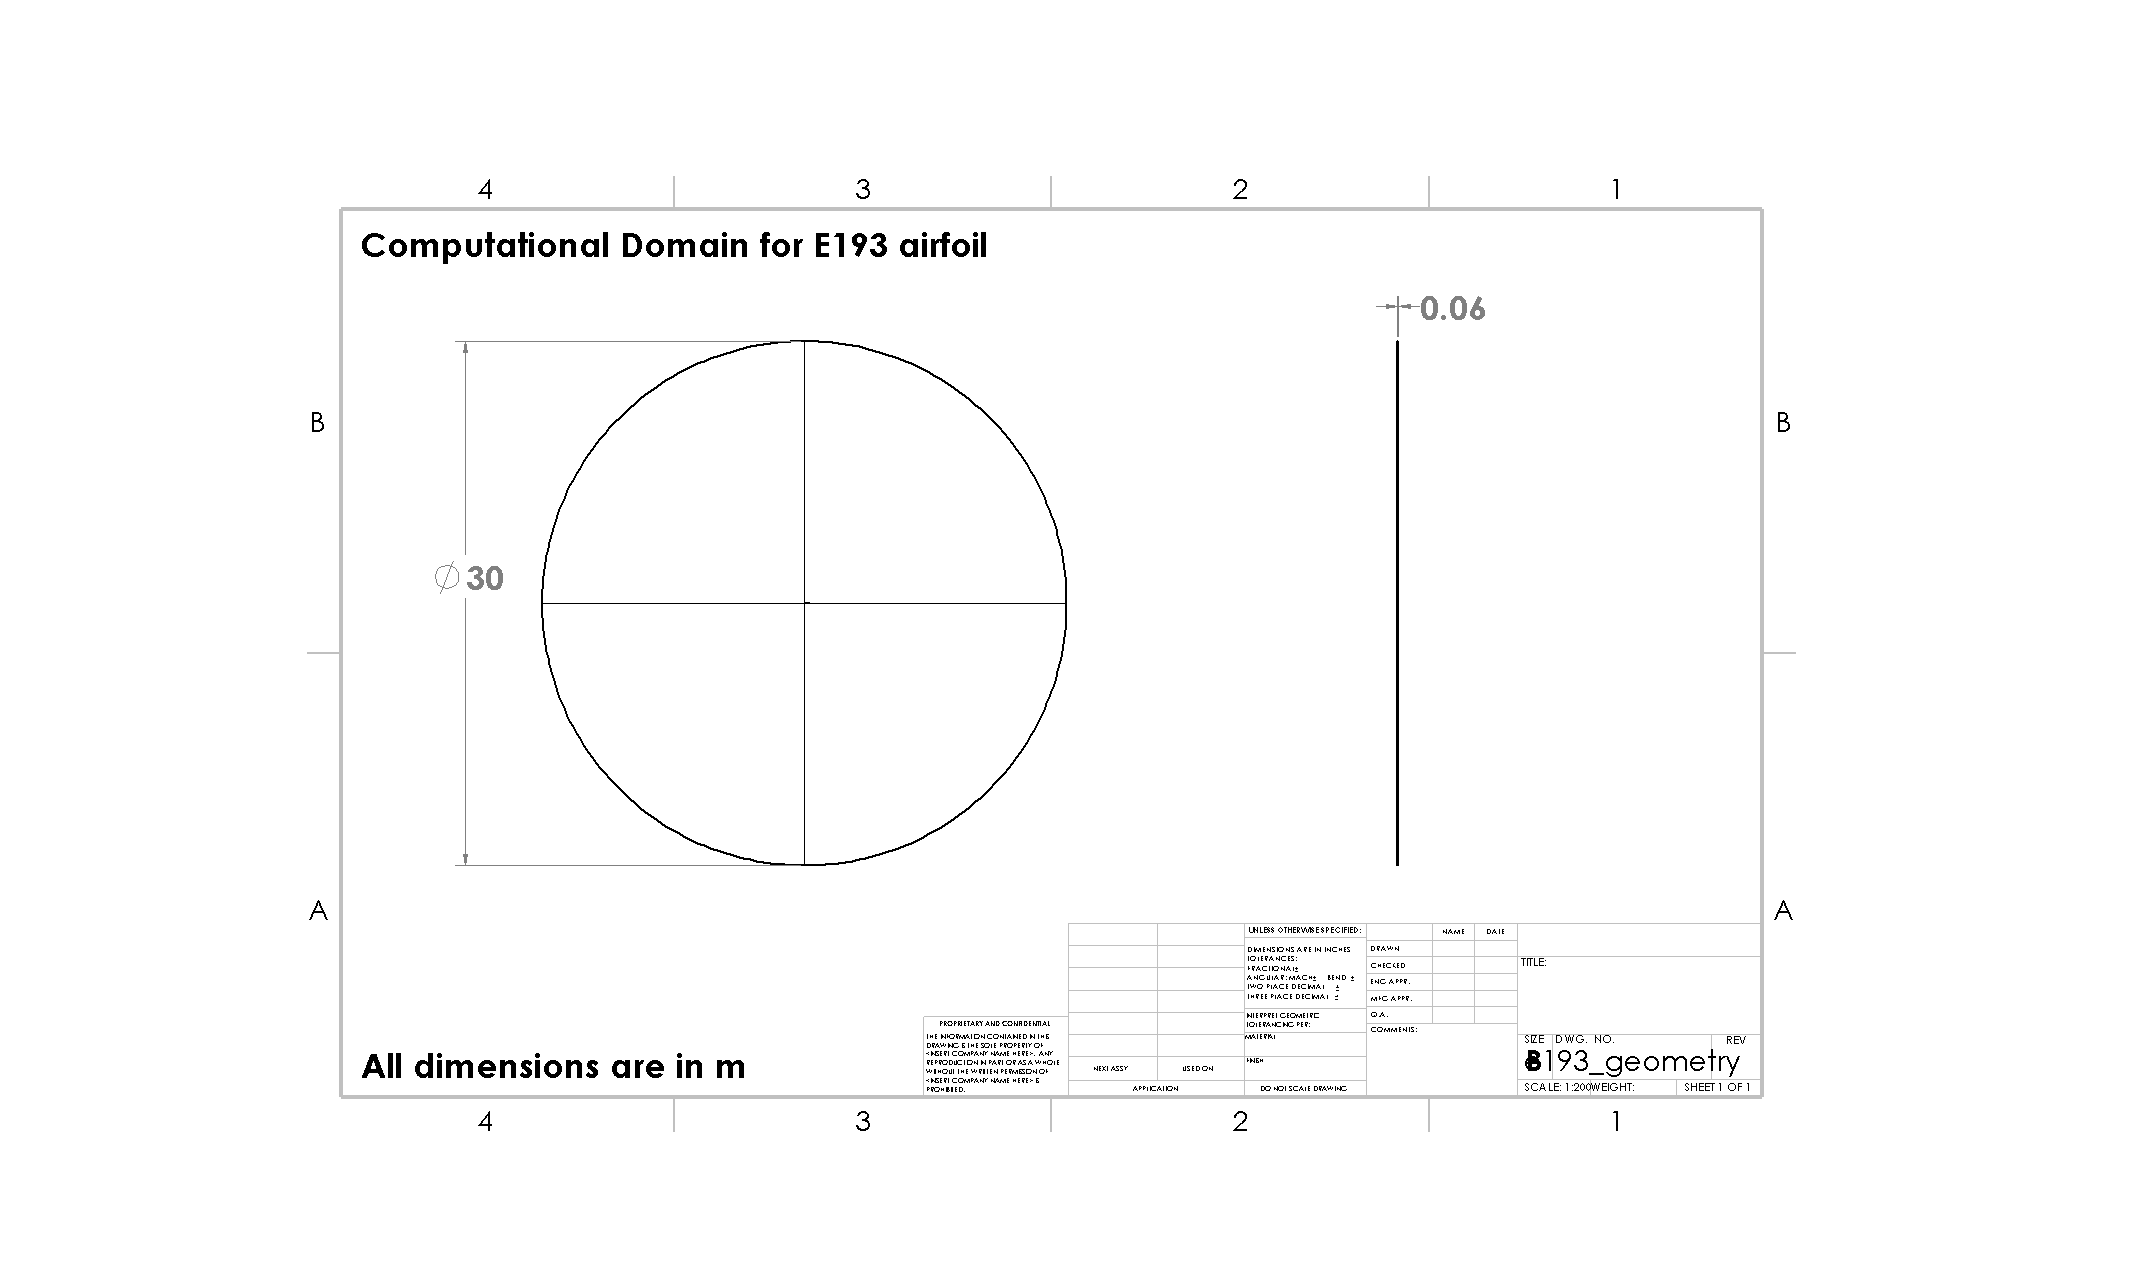 4 3 2 1
Computational Domain for E193 airfoil
0.06
B B
∅30
A A
UNLESS OTHERWISE SPECIFIED:
DIMENSIONS ARE IN INCHES
TOLERANCES:
FRACTIONAL±
ANGULAR: MACH± BEND ±
TWO PLACE DECIMAL ±
THREE PLACE DECIMAL ±
INTERPRET GEOMETRIC
TOLERANCING PER:
MATERIAL
FINISH
DO NOT SCALE DRAWING
NAME DATE
DRAWN
CHECKED
ENG APPR.
MFG APPR.
Q.A.
COMMENTS:
TITLE:
SIZE DWG. NO. REV
B 193_geometry
SCALE: 1:200 WEIGHT: SHEET 1 OF 1
PROPRIETARY AND CONFIDENTIAL
THE INFORMATION CONTAINED IN THIS
DRAWING IS THE SOLE PROPERTY OF
<INSERT COMPANY NAME HERE>. ANY
REPRODUCTION IN PART OR AS A WHOLE
WITHOUT THE WRITTEN PERMISSION OF
<INSERT COMPANY NAME HERE> IS
PROHIBITED.
NEXT ASSY USED ON
APPLICATION
All dimensions are in m
4 3 2 1